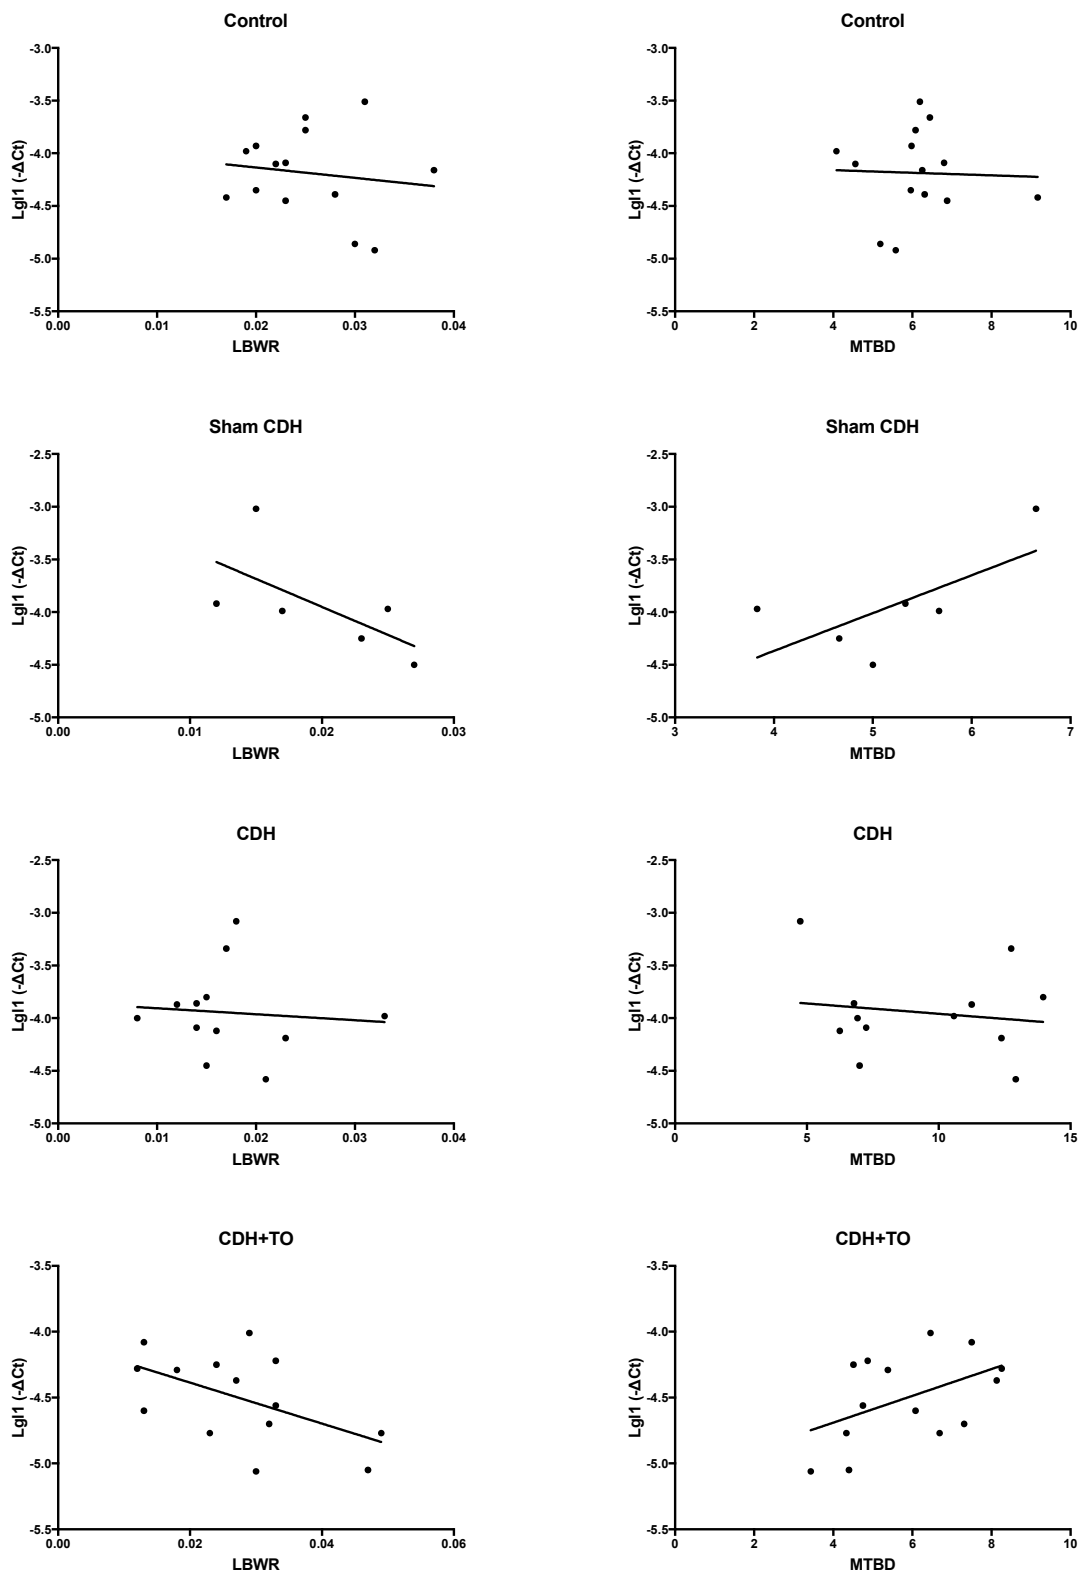 Control
-3.0
-3.5
-4.0
-4.5
-5.0
-5.5
Lgl1 (-ΔCt)
0.00 0.01 0.02 0.03 0.04
LBWR
Control
-3.0
-3.5
-4.0
-4.5
-5.0
-5.5
Lgl1 (-ΔCt)
0 2 4 6 8 10
MTBD
Sham CDH
-2.5
-3.0
-3.5
-4.0
-4.5
-5.0
Lgl1 (-ΔCt)
0.00 0.01 0.02 0.03
LBWR
Sham CDH
-2.5
-3.0
-3.5
-4.0
-4.5
-5.0
Lgl1 (-ΔCt)
3 4 5 6 7
MTBD
CDH
-2.5
-3.0
-3.5
-4.0
-4.5
-5.0
Lgl1 (-ΔCt)
0.00 0.01 0.02 0.03 0.04
LBWR
CDH
-2.5
-3.0
-3.5
-4.0
-4.5
-5.0
Lgl1 (-ΔCt)
0 5 10 15
MTBD
CDH+TO
-3.5
-4.0
-4.5
-5.0
-5.5
Lgl1 (-ΔCt)
0.00 0.02 0.04 0.06
LBWR
CDH+TO
-3.5
-4.0
-4.5
-5.0
-5.5
Lgl1 (-ΔCt)
0 2 4 6 8 10
MTBD